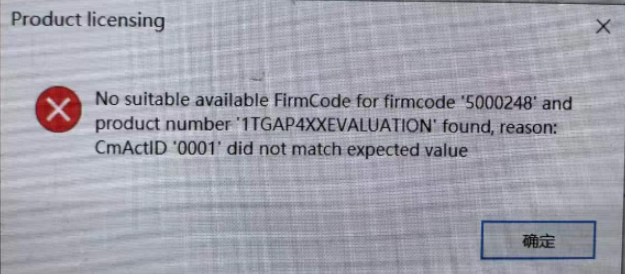 Product licensing
No suitable available FirmCode for firmcode '5000248' and
product number '1TGAP4XXEVALUATION' found, reason:
CmActID '0001' did not match expected value
确定